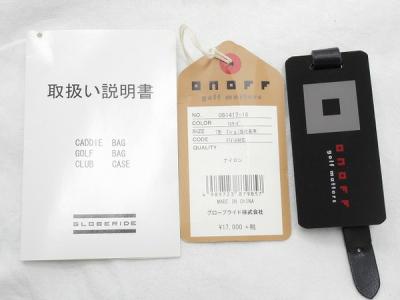 取扱い説明書
CADDIE BAG
GOLF BAG
CLUB CASE
GLOBERIDE
ONOFF
golf matters
NO.
OB1417-16
COLOR
SIZE
CODE
QUALITY
ナイロン
MADE IN CHINA
グローブライド株式会社
¥17,000 +税
ONOFF
golf matters